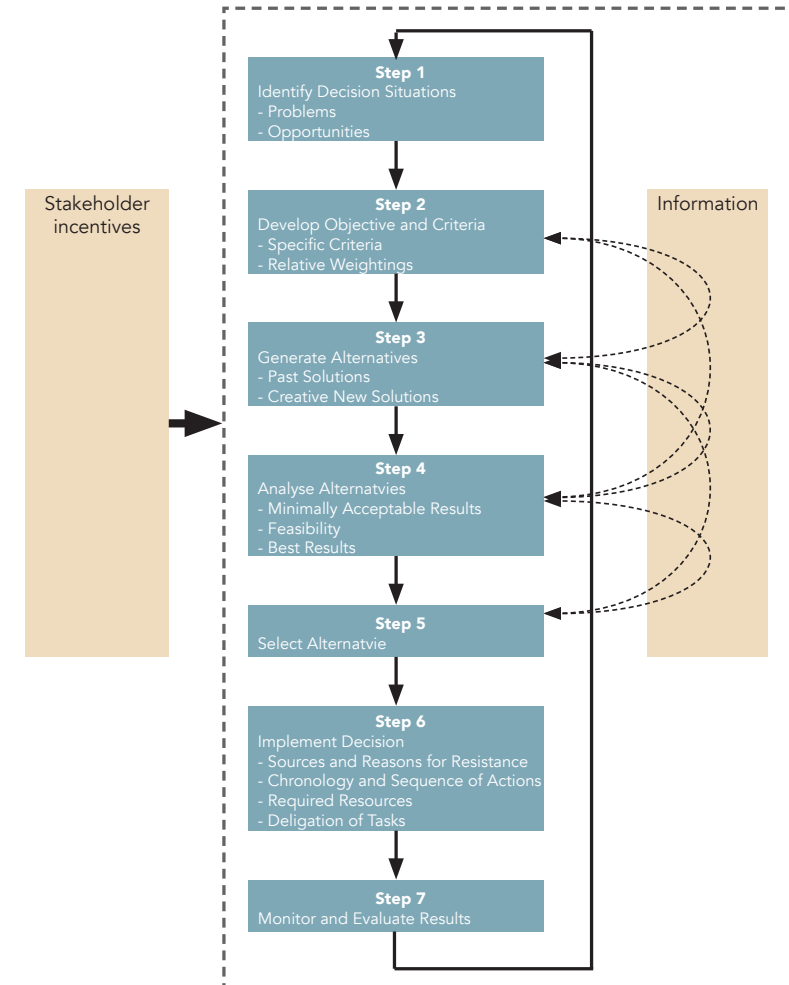 Step 1
Identify Decision Situations
- Problems
- Opportunities
Stakeholder
incentives
Step 2
Develop Objective and Criteria
- Specific Criteria
- Relative Weightings
Information
Step 3
Generate Alternatives
- Past Solutions
- Creative New Solutions
Step 4
Analyse Alternatvies
- Minimally Acceptable Results
- Feasibility
- Best Results
Step 5
Select Alternatvie
Step 6
Implement Decision
- Sources and Reasons for Resistance
- Chronology and Sequence of Actions
- Required Resources
- Deligation of Tasks
Step 7
Monitor and Evaluate Results